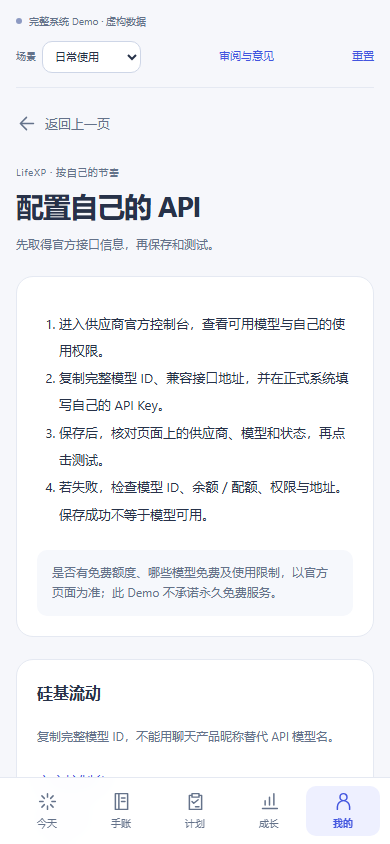 完整系统 Demo · 虚构数据
场景
日常使用
审阅与意见
重置
返回上一页
LifeXP · 按自己的节奏
配置自己的 API
先取得官方接口信息，再保存和测试。
1. 进入供应商官方控制台，查看可用模型与自己的使
用权限。
2. 复制完整模型 ID、兼容接口地址，并在正式系统填
写自己的 API Key。
3. 保存后，核对页面上的供应商、模型和状态，再点
击测试。
4. 若失败，检查模型 ID、余额 / 配额、权限与地址。
保存成功不等于模型可用。
是否有免费额度、哪些模型免费及使用限制，以官方
页面为准；此 Demo 不承诺永久免费服务。
硅基流动
复制完整模型 ID，不能用聊天产品昵称替代 API 模型名。
今天
手账
计划
成长
我的